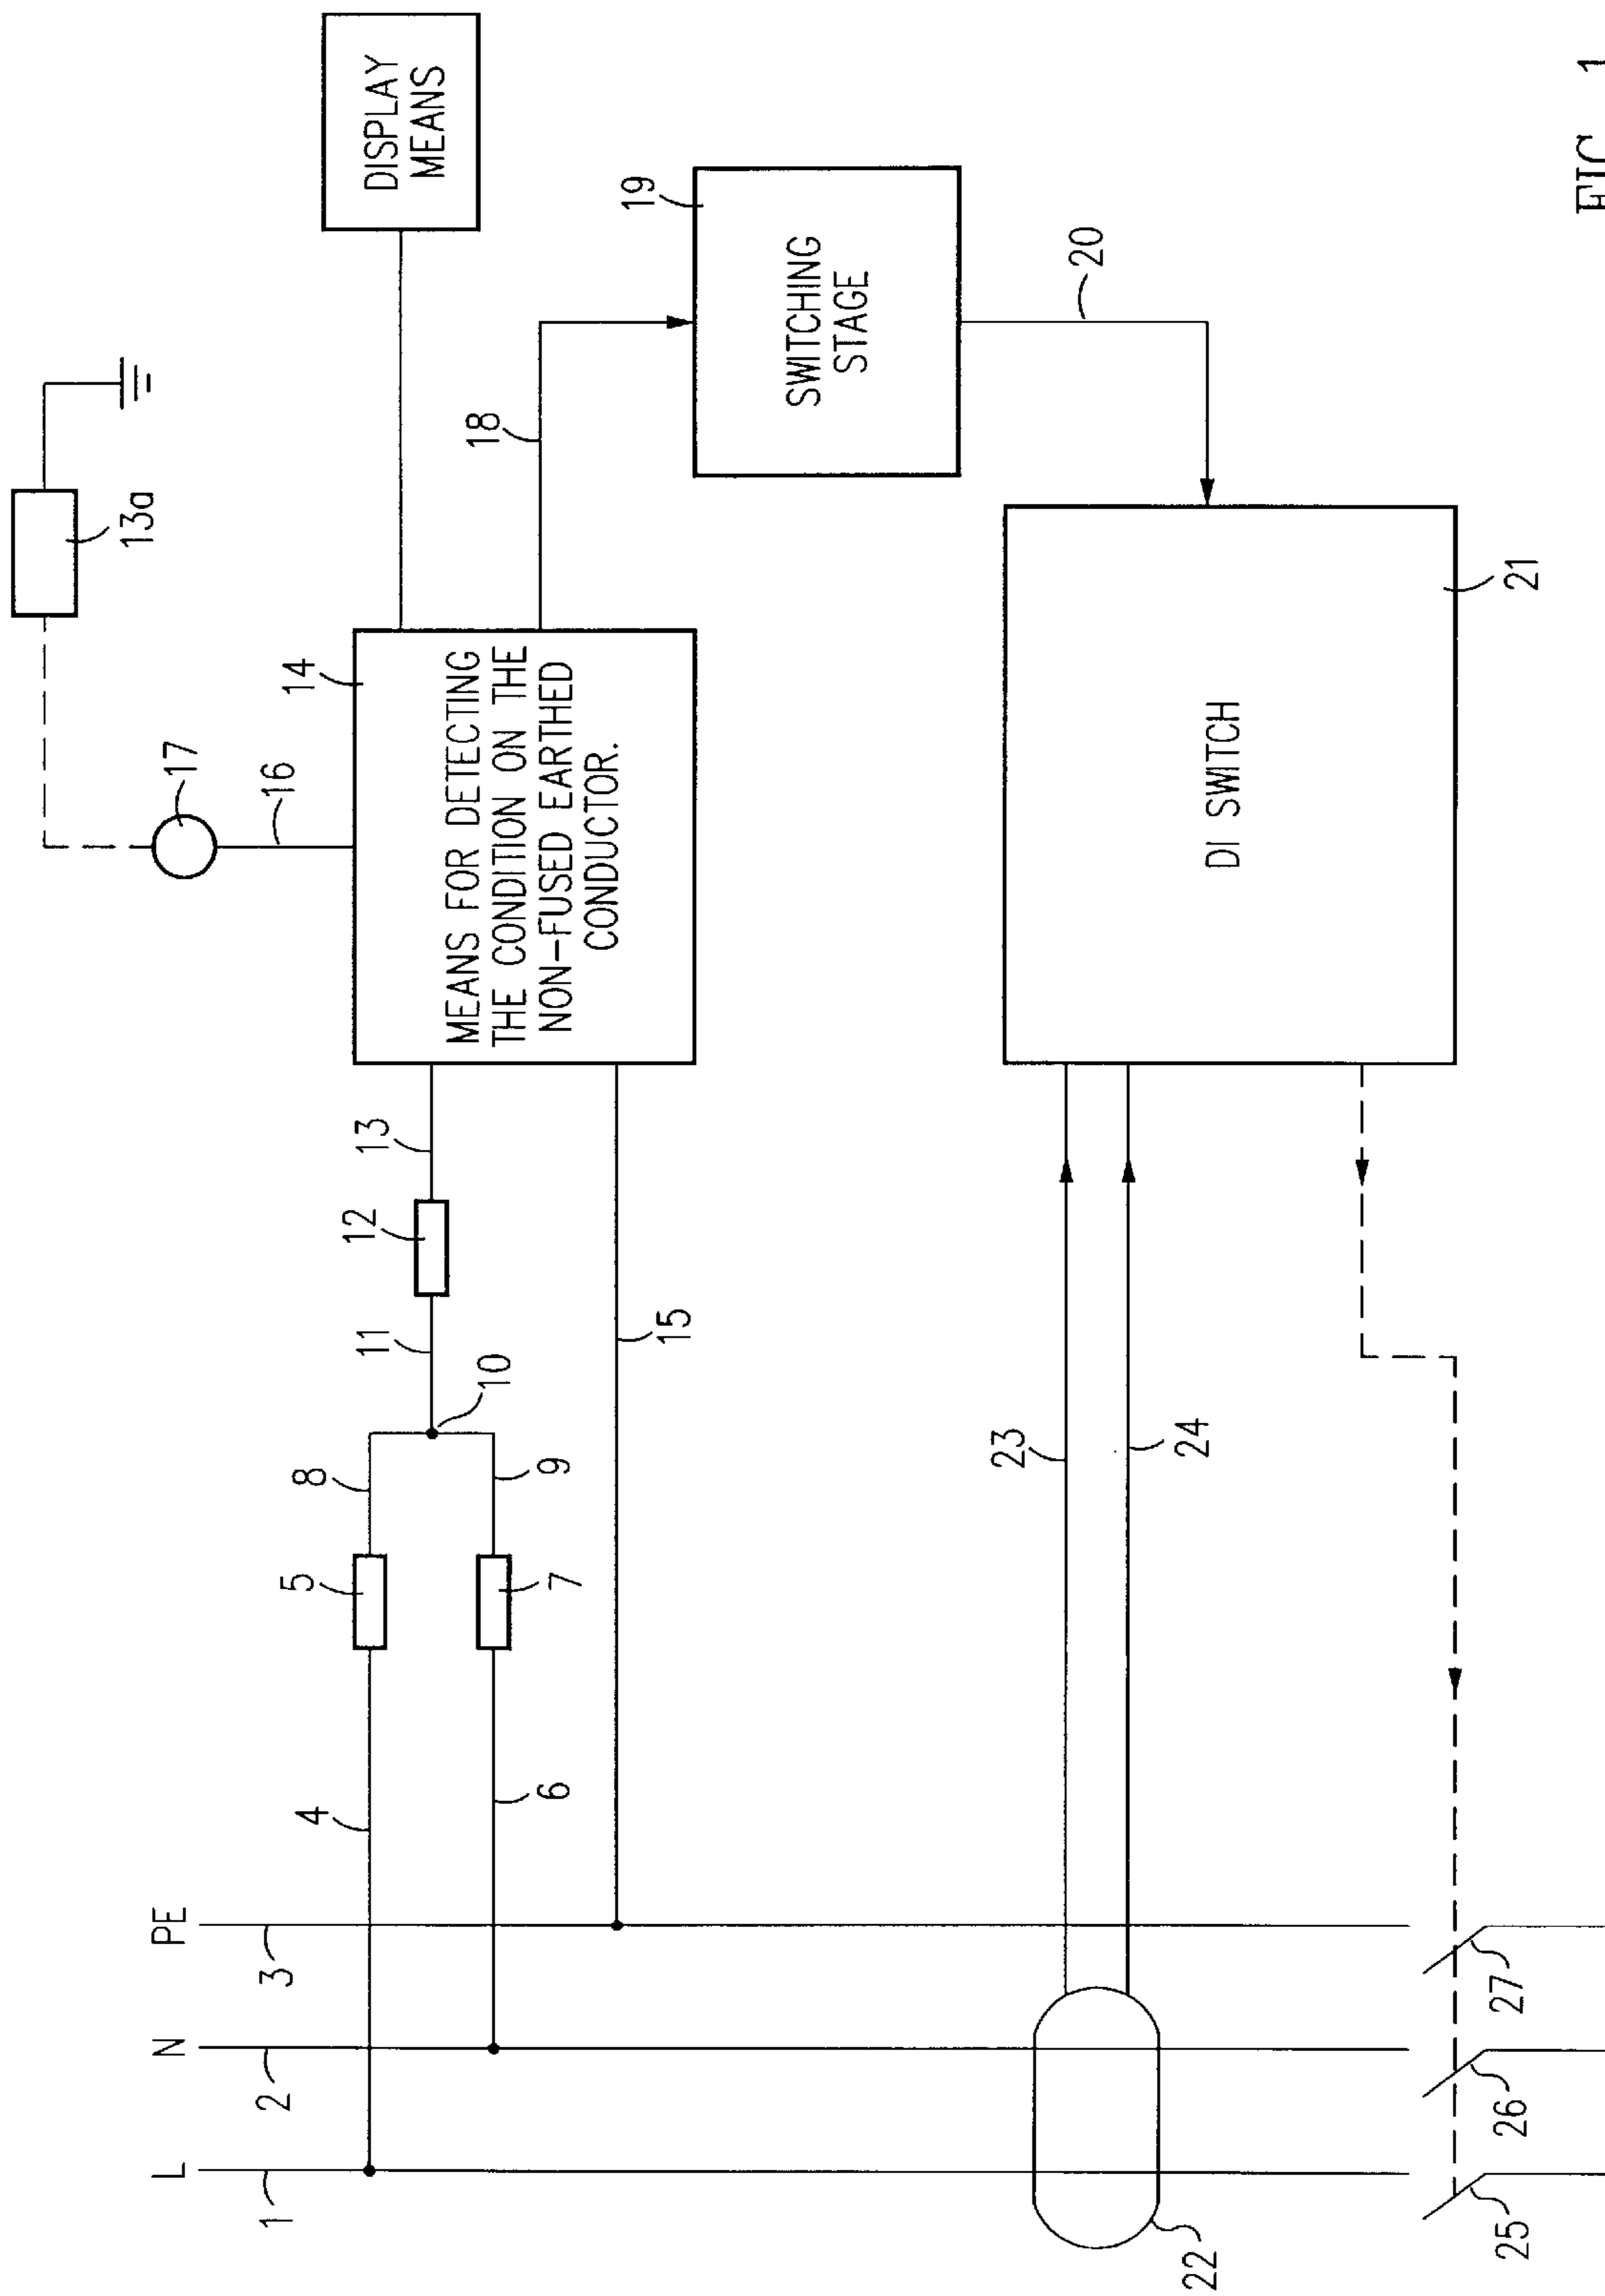 DISPLAY
MEANS
13a
17
16
14
MEANS FOR DETECTING
THE CONDITION ON THE
NON-FUSED EARTHED
CONDUCTOR.
18
19
SWITCHING
STAGE
20
DI SWITCH
21
L
N
PE
1
2
3
4
5
6
7
8
9
10
11
12
13
15
22
23
24
25
26
27
FIG. 1